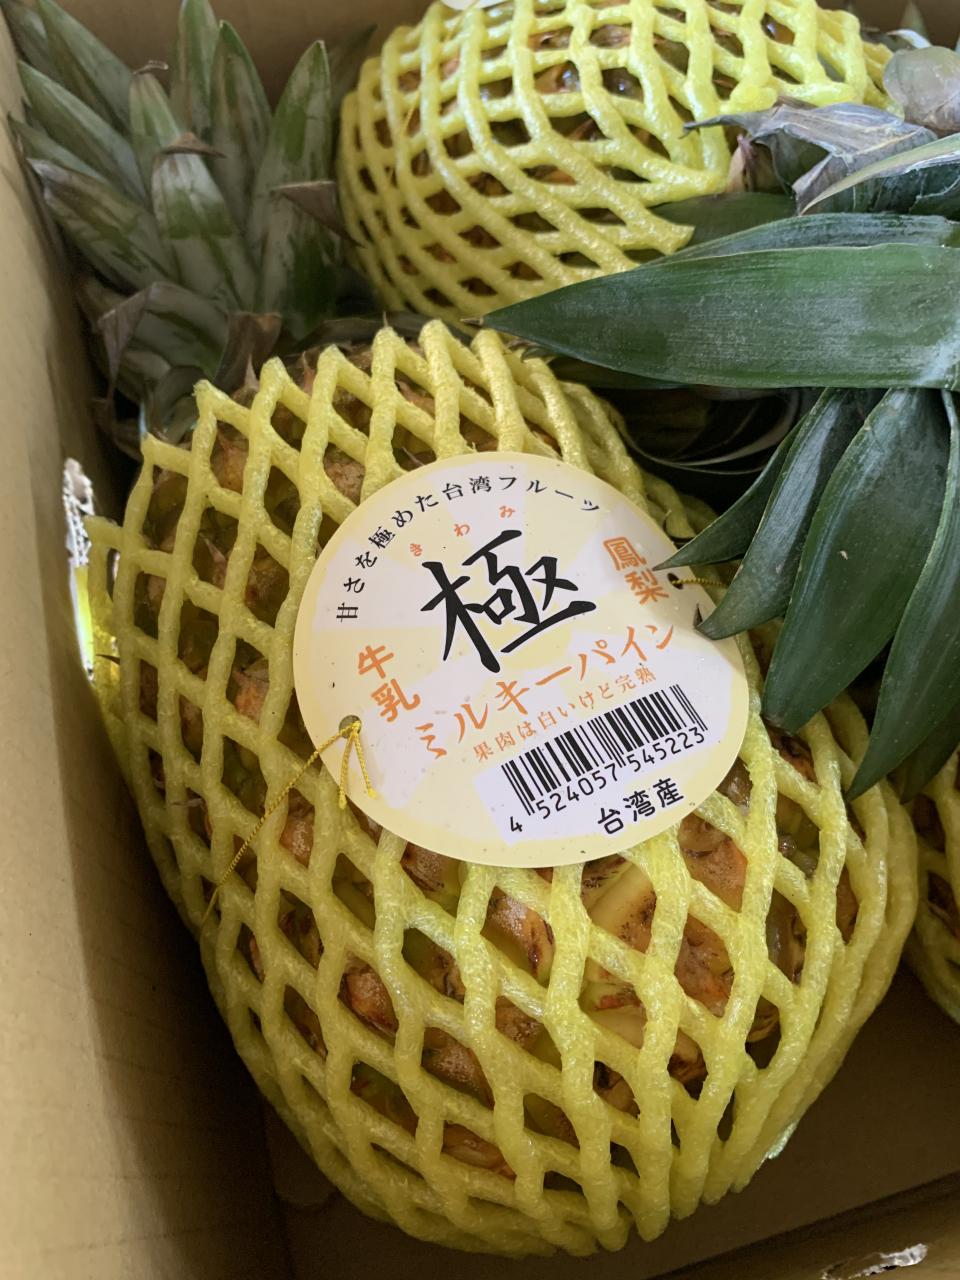 甘さを極めた台湾フルーツ
きわみ
極
鳳梨
牛乳
ミルキーパイン
果肉は白いけど完熟
4 524057 545223
台湾産